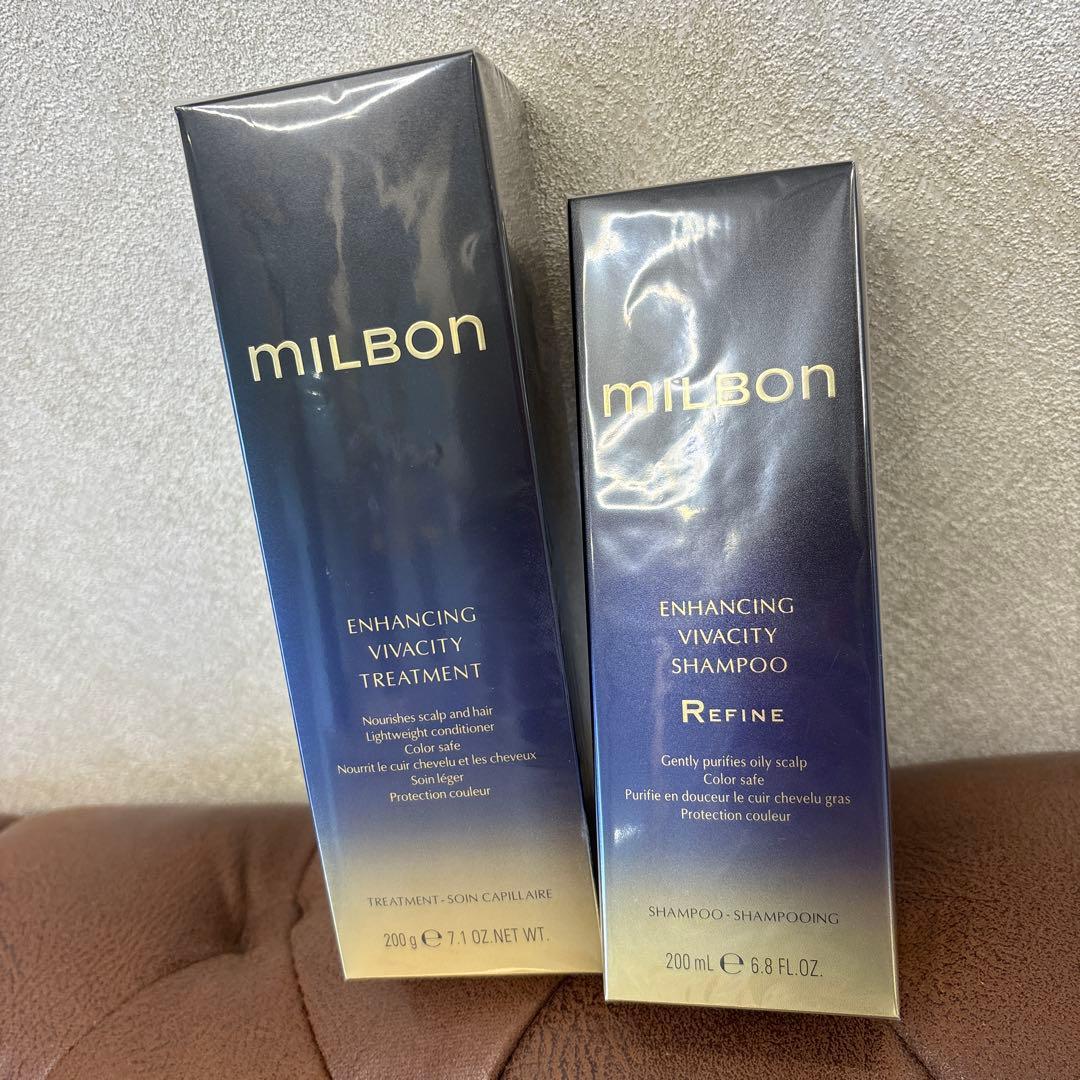 mILBON
ENHANCING
VIVACITY
TREATMENT
Nourishes scalp and hair
Lightweight conditioner
Color safe
Nourrit le cuir chevelu et les cheveux
Soin léger
Protection couleur
TREATMENT-SOIN CAPILLAIRE
200 g ℮ 7.1 OZ.NET WT.
mILBON
ENHANCING
VIVACITY
SHAMPOO
REFINE
Gently purifies oily scalp
Color safe
Purifie en douceur le cuir chevelu gras
Protection couleur
SHAMPOO-SHAMPOOING
200 mL ℮ 6.8 FL.OZ.